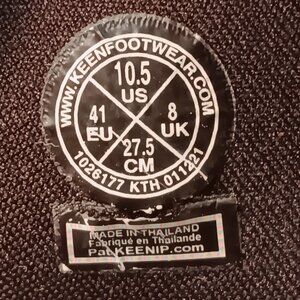 WWW.KEENFOOTWEAR.COM
10.5
US
41
EU
8
UK
27.5
CM
1026177 KTH 011221
MADE IN THAILAND
Fabriqué en Thaïlande
Pat KEENIP.com